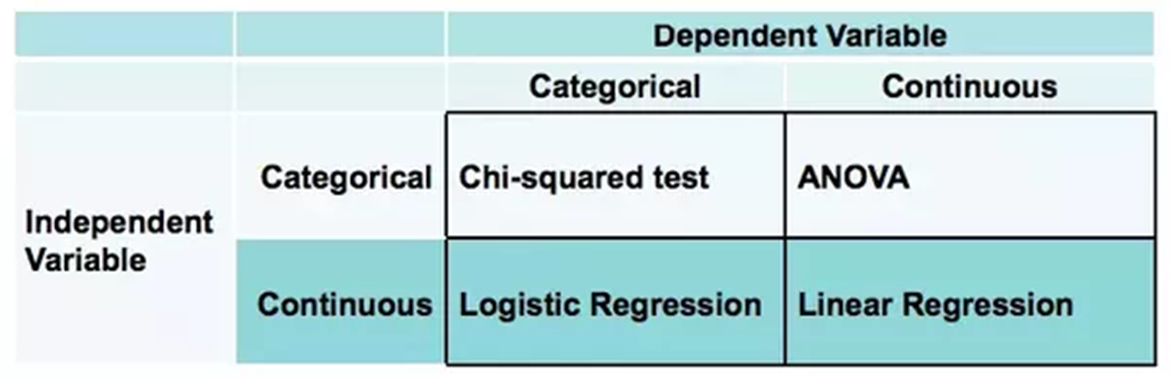 Dependent Variable
Categorical Continuous
Categorical Chi-squared test ANOVA
Independent
Variable
Continuous Logistic Regression Linear Regression